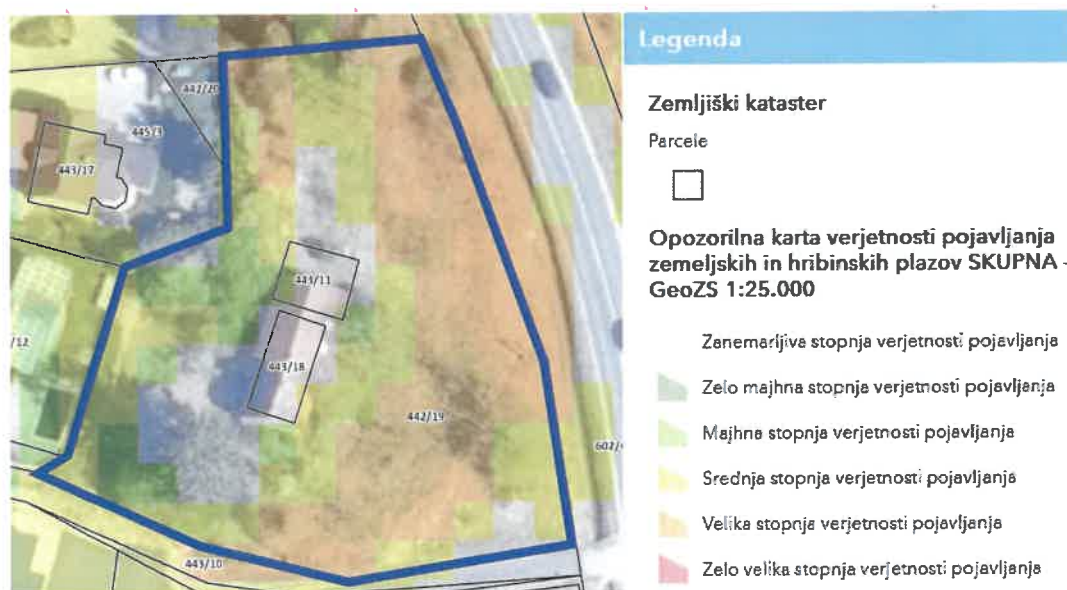 442/20
445/3
443/17
443/11
/12
443/18
442/19
602/
443/10
Legenda
Zemljiški kataster
Parcele
Opozorilna karta verjetnosti pojavljanja
zemeljskih in hribinskih plazov SKUPNA -
GeoZS 1:25.000
Zanemarljiva stopnja verjetnosti pojavljanja
Zelo majhna stopnja verjetnosti pojavljanja
Majhna stopnja verjetnosti pojavljanja
Srednja stopnja verjetnosti pojavljanja
Velika stopnja verjetnosti pojavljanja
Zelo velika stopnja verjetnosti pojavljanja